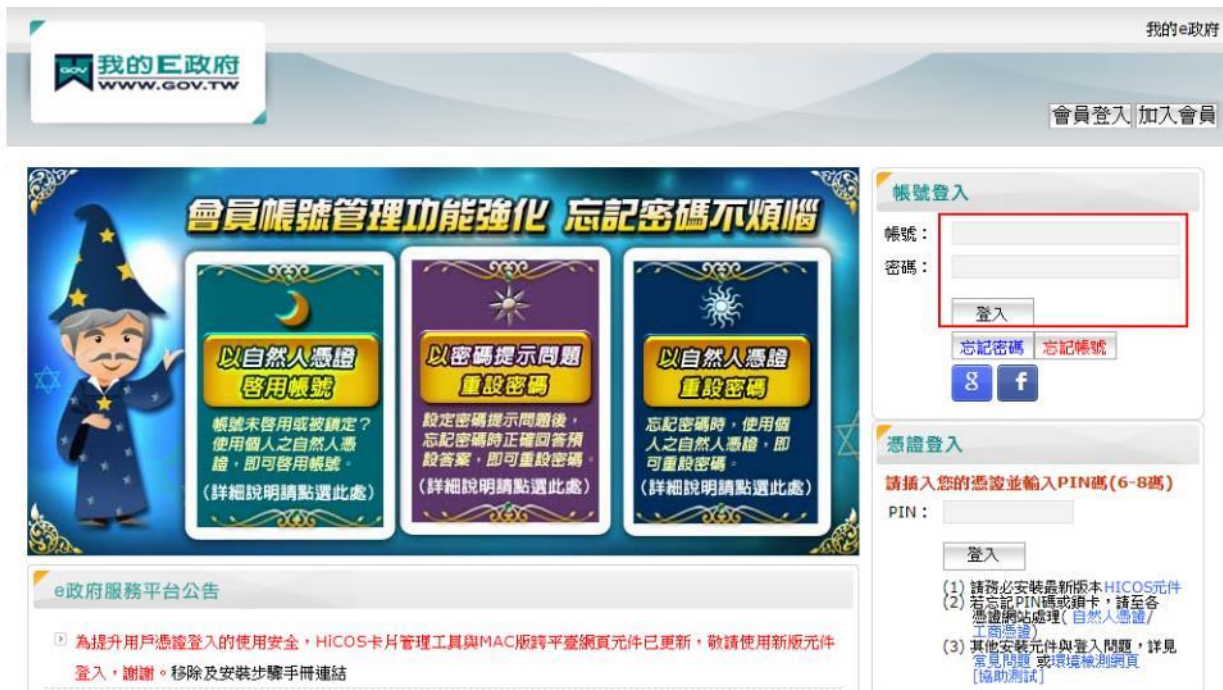 我的e政府
GOV 我的E政府
WWW.GOV.TW
會員登入 加入會員
會員帳號管理功能強化 忘記密碼不煩惱
以自然人憑證
啓用帳號
帳號未啓用或被鎖定？
使用個人之自然人憑
證，即可啓用帳號。
(詳細說明請點選此處)
以密碼提示問題
重設密碼
設定密碼提示問題後，
忘記密碼時正確回答預
設答案，即可重設密碼。
(詳細說明請點選此處)
以自然人憑證
重設密碼
忘記密碼時，使用個
人之自然人憑證，即
可重設密碼。
(詳細說明請點選此處)
帳號登入
帳號：
密碼：
登入
忘記密碼 忘記帳號
8 f
憑證登入
請插入您的憑證並輸入PIN碼(6-8碼)
PIN：
登入
(1) 請務必安裝最新版本HICOS元件
(2) 若忘記PIN碼或鎖卡，請至各
憑證網站處理( 自然人憑證/
工商憑證)
(3) 其他安裝元件與登入問題，詳見
常見問題 或環境檢測網頁
[協助測試]
e政府服務平台公告
為提升用戶憑證登入的使用安全，HiCOS卡片管理工具與MAC版跨平臺網頁元件已更新，敬請使用新版元件
登入，謝謝。移除及安裝步驟手冊連結